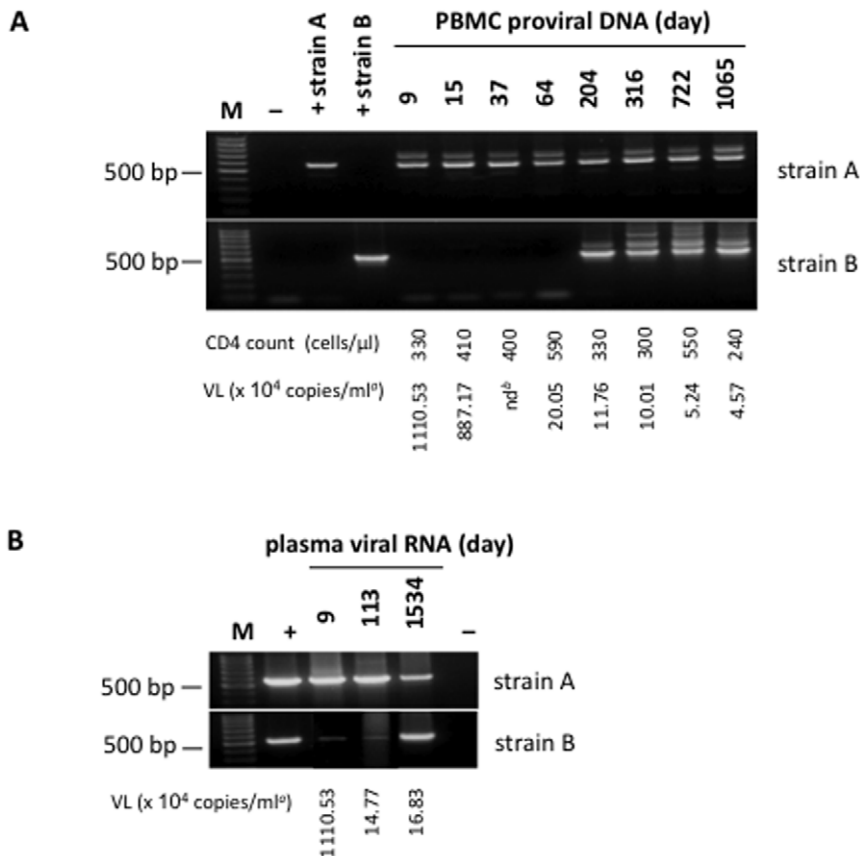 A
PBMC proviral DNA (day)
M – + strain A + strain B 9 15 37 64 204 316 722 1065
500 bp strain A
500 bp strain B
CD4 count (cells/µl) 330 410 400 590 330 300 550 240
VL (x 10⁴ copies/mlᵃ) 1110.53 887.17 ndᵇ 20.05 11.76 10.01 5.24 4.57
B
plasma viral RNA (day)
M + 9 113 1534 –
500 bp strain A
500 bp strain B
VL (x 10⁴ copies/mlᵃ) 1110.53 14.77 16.83